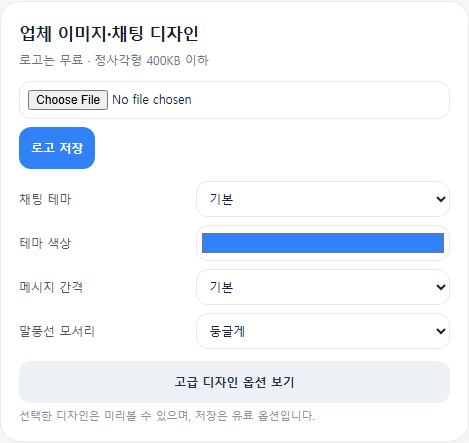 업체 이미지·채팅 디자인
로고는 무료 · 정사각형 400KB 이하
Choose File No file chosen
로고 저장
채팅 테마 기본
테마 색상
메시지 간격 기본
말풍선 모서리 둥글게
고급 디자인 옵션 보기
선택한 디자인은 미리볼 수 있으며, 저장은 유료 옵션입니다.